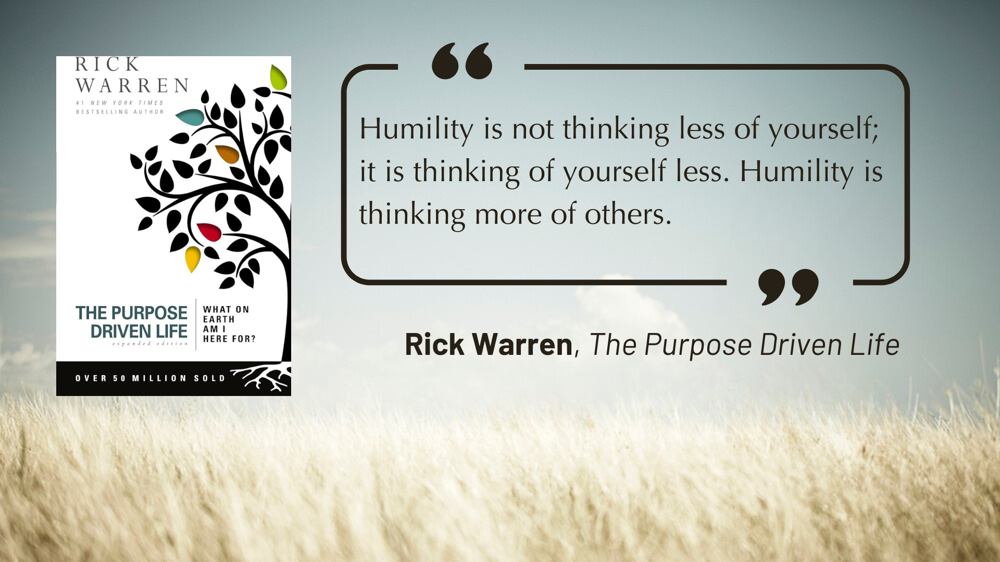 RICK
WARREN
#1 NEW YORK TIMES
BESTSELLING AUTHOR
THE PURPOSE
DRIVEN LIFE
expanded edition
WHAT ON
EARTH
AM I
HERE FOR?
OVER 50 MILLION SOLD
“
Humility is not thinking less of yourself;
it is thinking of yourself less. Humility is
thinking more of others.
”
Rick Warren, The Purpose Driven Life